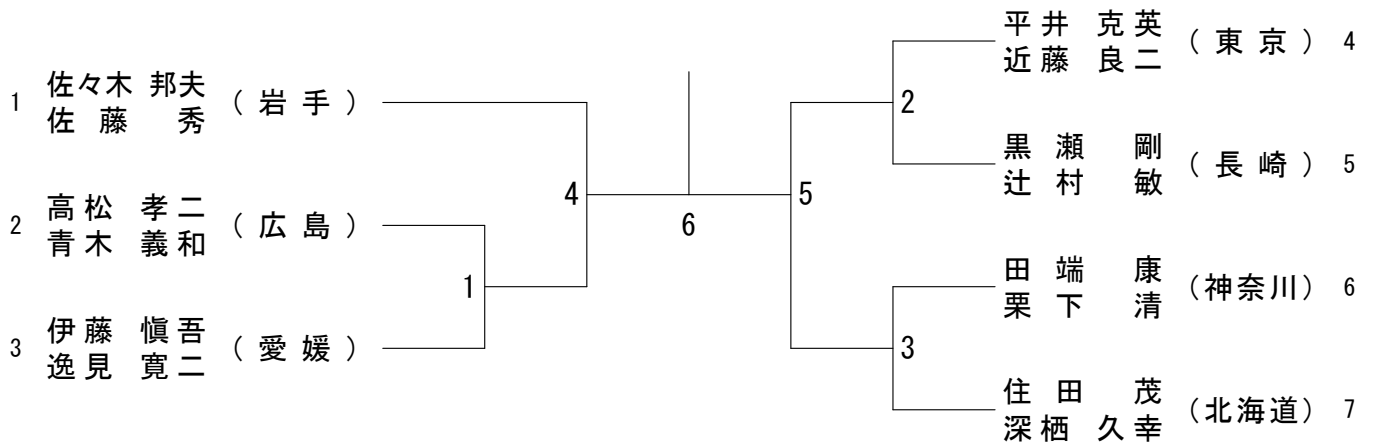 1 佐々木 邦夫 (岩手)
佐藤 秀
2 高松 孝二 (広島)
青木 義和
3 伊藤 愼吾 (愛媛)
逸見 寛二
4
1
6
5
2
3
平井 克英 (東京) 4
近藤 良二
黒瀬 剛 (長崎) 5
辻村 敏
田端 康 (神奈川) 6
栗下 清
住田 茂 (北海道) 7
深栖 久幸